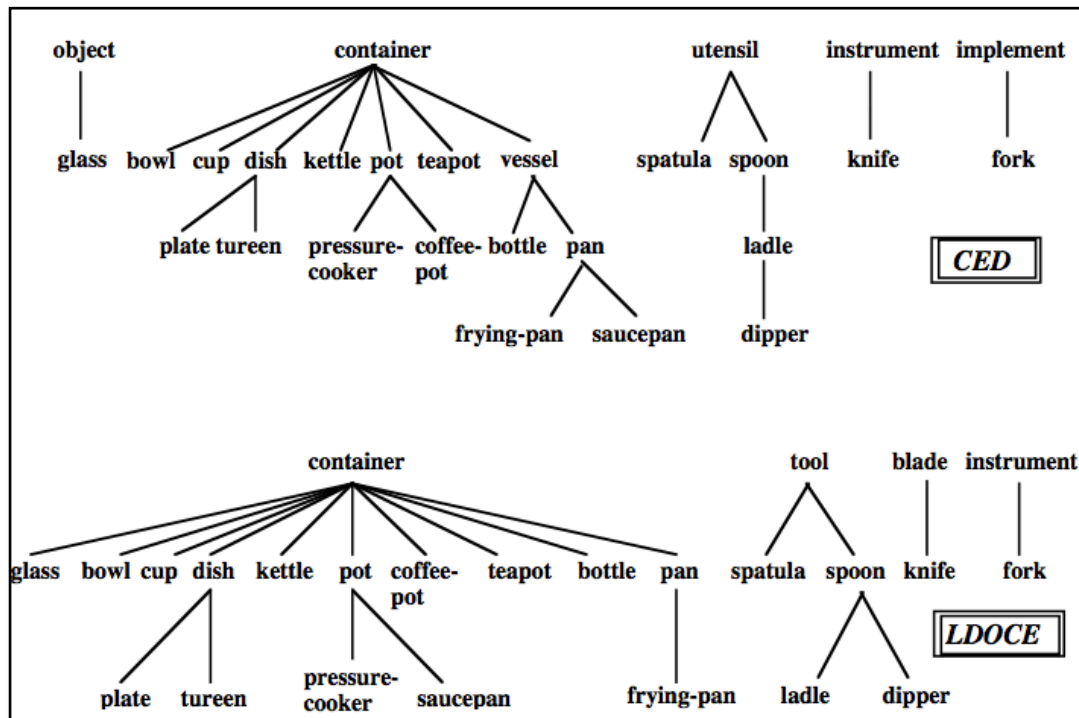 object container utensil instrument implement
glass bowl cup dish kettle pot teapot vessel spatula spoon knife fork
plate tureen pressure- coffee- bottle pan ladle
cooker pot
CED
frying-pan saucepan dipper
container tool blade instrument
glass bowl cup dish kettle pot coffee- teapot bottle pan spatula spoon knife fork
pot
LDOCE
plate tureen pressure- saucepan frying-pan ladle dipper
cooker